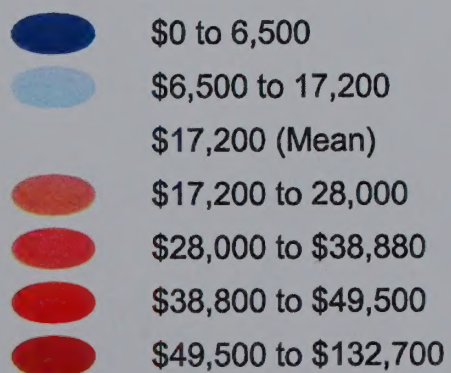 $0 to 6,500
$6,500 to 17,200
$17,200 (Mean)
$17,200 to 28,000
$28,000 to $38,880
$38,800 to $49,500
$49,500 to $132,700